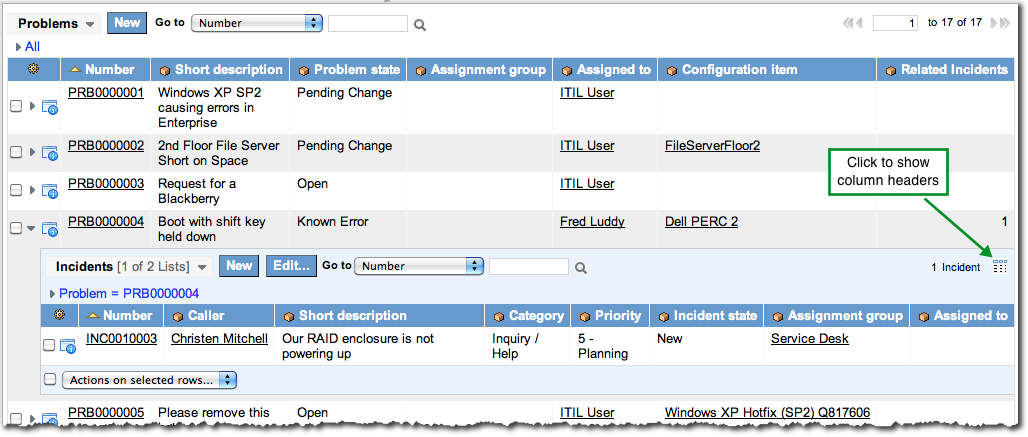 Problems New Go to Number 1 to 17 of 17
All
Number Short description Problem state Assignment group Assigned to Configuration item Related Incidents
PRB0000001 Windows XP SP2 Pending Change ITIL User
causing errors in
Enterprise
PRB0000002 2nd Floor File Server Pending Change ITIL User FileServerFloor2
Short on Space
Click to show
column headers
PRB0000003 Request for a Open ITIL User
Blackberry
PRB0000004 Boot with shift key Known Error Fred Luddy Dell PERC 2 1
held down
Incidents [1 of 2 Lists] New Edit... Go to Number 1 Incident
Problem = PRB0000004
Number Caller Short description Category Priority Incident state Assignment group Assigned to
INC0010003 Christen Mitchell Our RAID enclosure is not Inquiry / 5 - New Service Desk
powering up Help Planning
Actions on selected rows...
PRB0000005 Please remove this Open ITIL User Windows XP Hotfix (SP2) Q817606